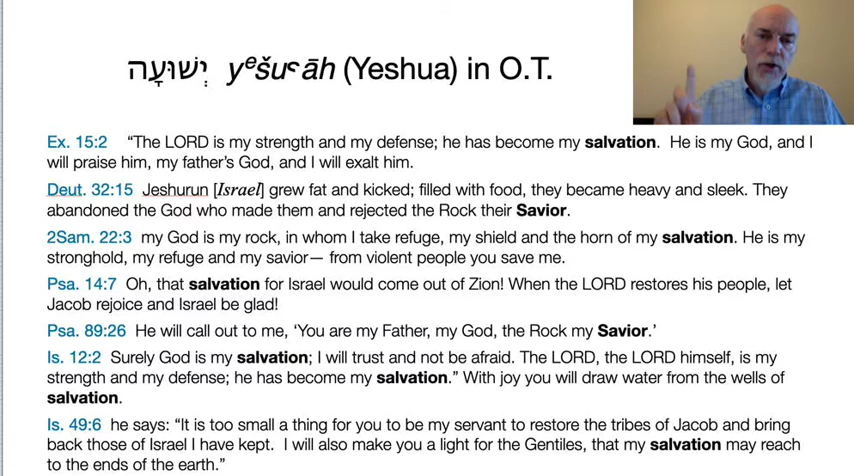 יְשׁוּעָה yᵉšuʿāh (Yeshua) in O.T.
Ex. 15:2 “The LORD is my strength and my defense; he has become my salvation. He is my God, and I
will praise him, my father’s God, and I will exalt him.
Deut. 32:15 Jeshurun [Israel] grew fat and kicked; filled with food, they became heavy and sleek. They
abandoned the God who made them and rejected the Rock their Savior.
2Sam. 22:3 my God is my rock, in whom I take refuge, my shield and the horn of my salvation. He is my
stronghold, my refuge and my savior— from violent people you save me.
Psa. 14:7 Oh, that salvation for Israel would come out of Zion! When the LORD restores his people, let
Jacob rejoice and Israel be glad!
Psa. 89:26 He will call out to me, ‘You are my Father, my God, the Rock my Savior.’
Is. 12:2 Surely God is my salvation; I will trust and not be afraid. The LORD, the LORD himself, is my
strength and my defense; he has become my salvation.” With joy you will draw water from the wells of
salvation.
Is. 49:6 he says: “It is too small a thing for you to be my servant to restore the tribes of Jacob and bring
back those of Israel I have kept. I will also make you a light for the Gentiles, that my salvation may reach
to the ends of the earth.”